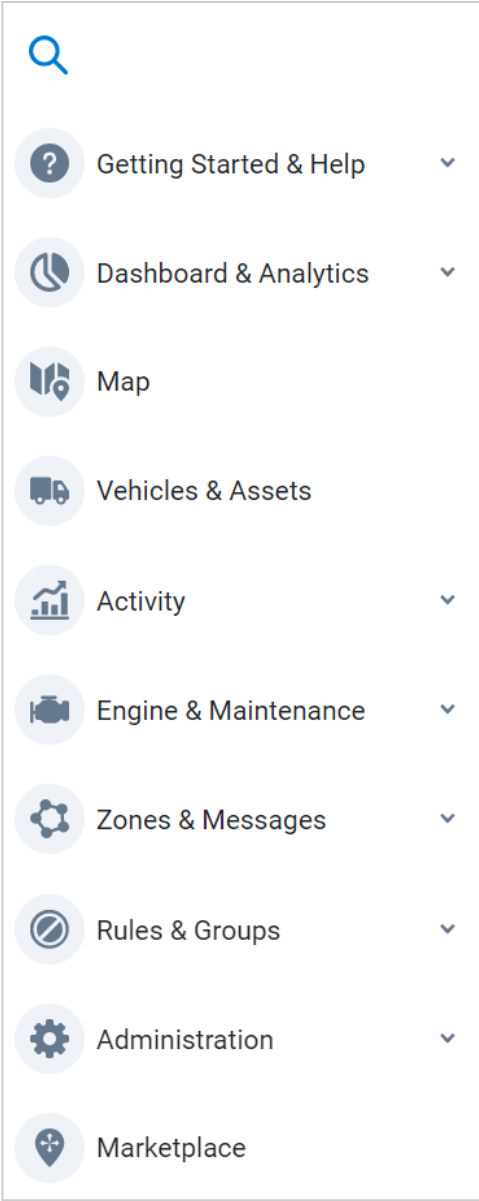 Getting Started & Help
Dashboard & Analytics
Map
Vehicles & Assets
Activity
Engine & Maintenance
Zones & Messages
Rules & Groups
Administration
Marketplace